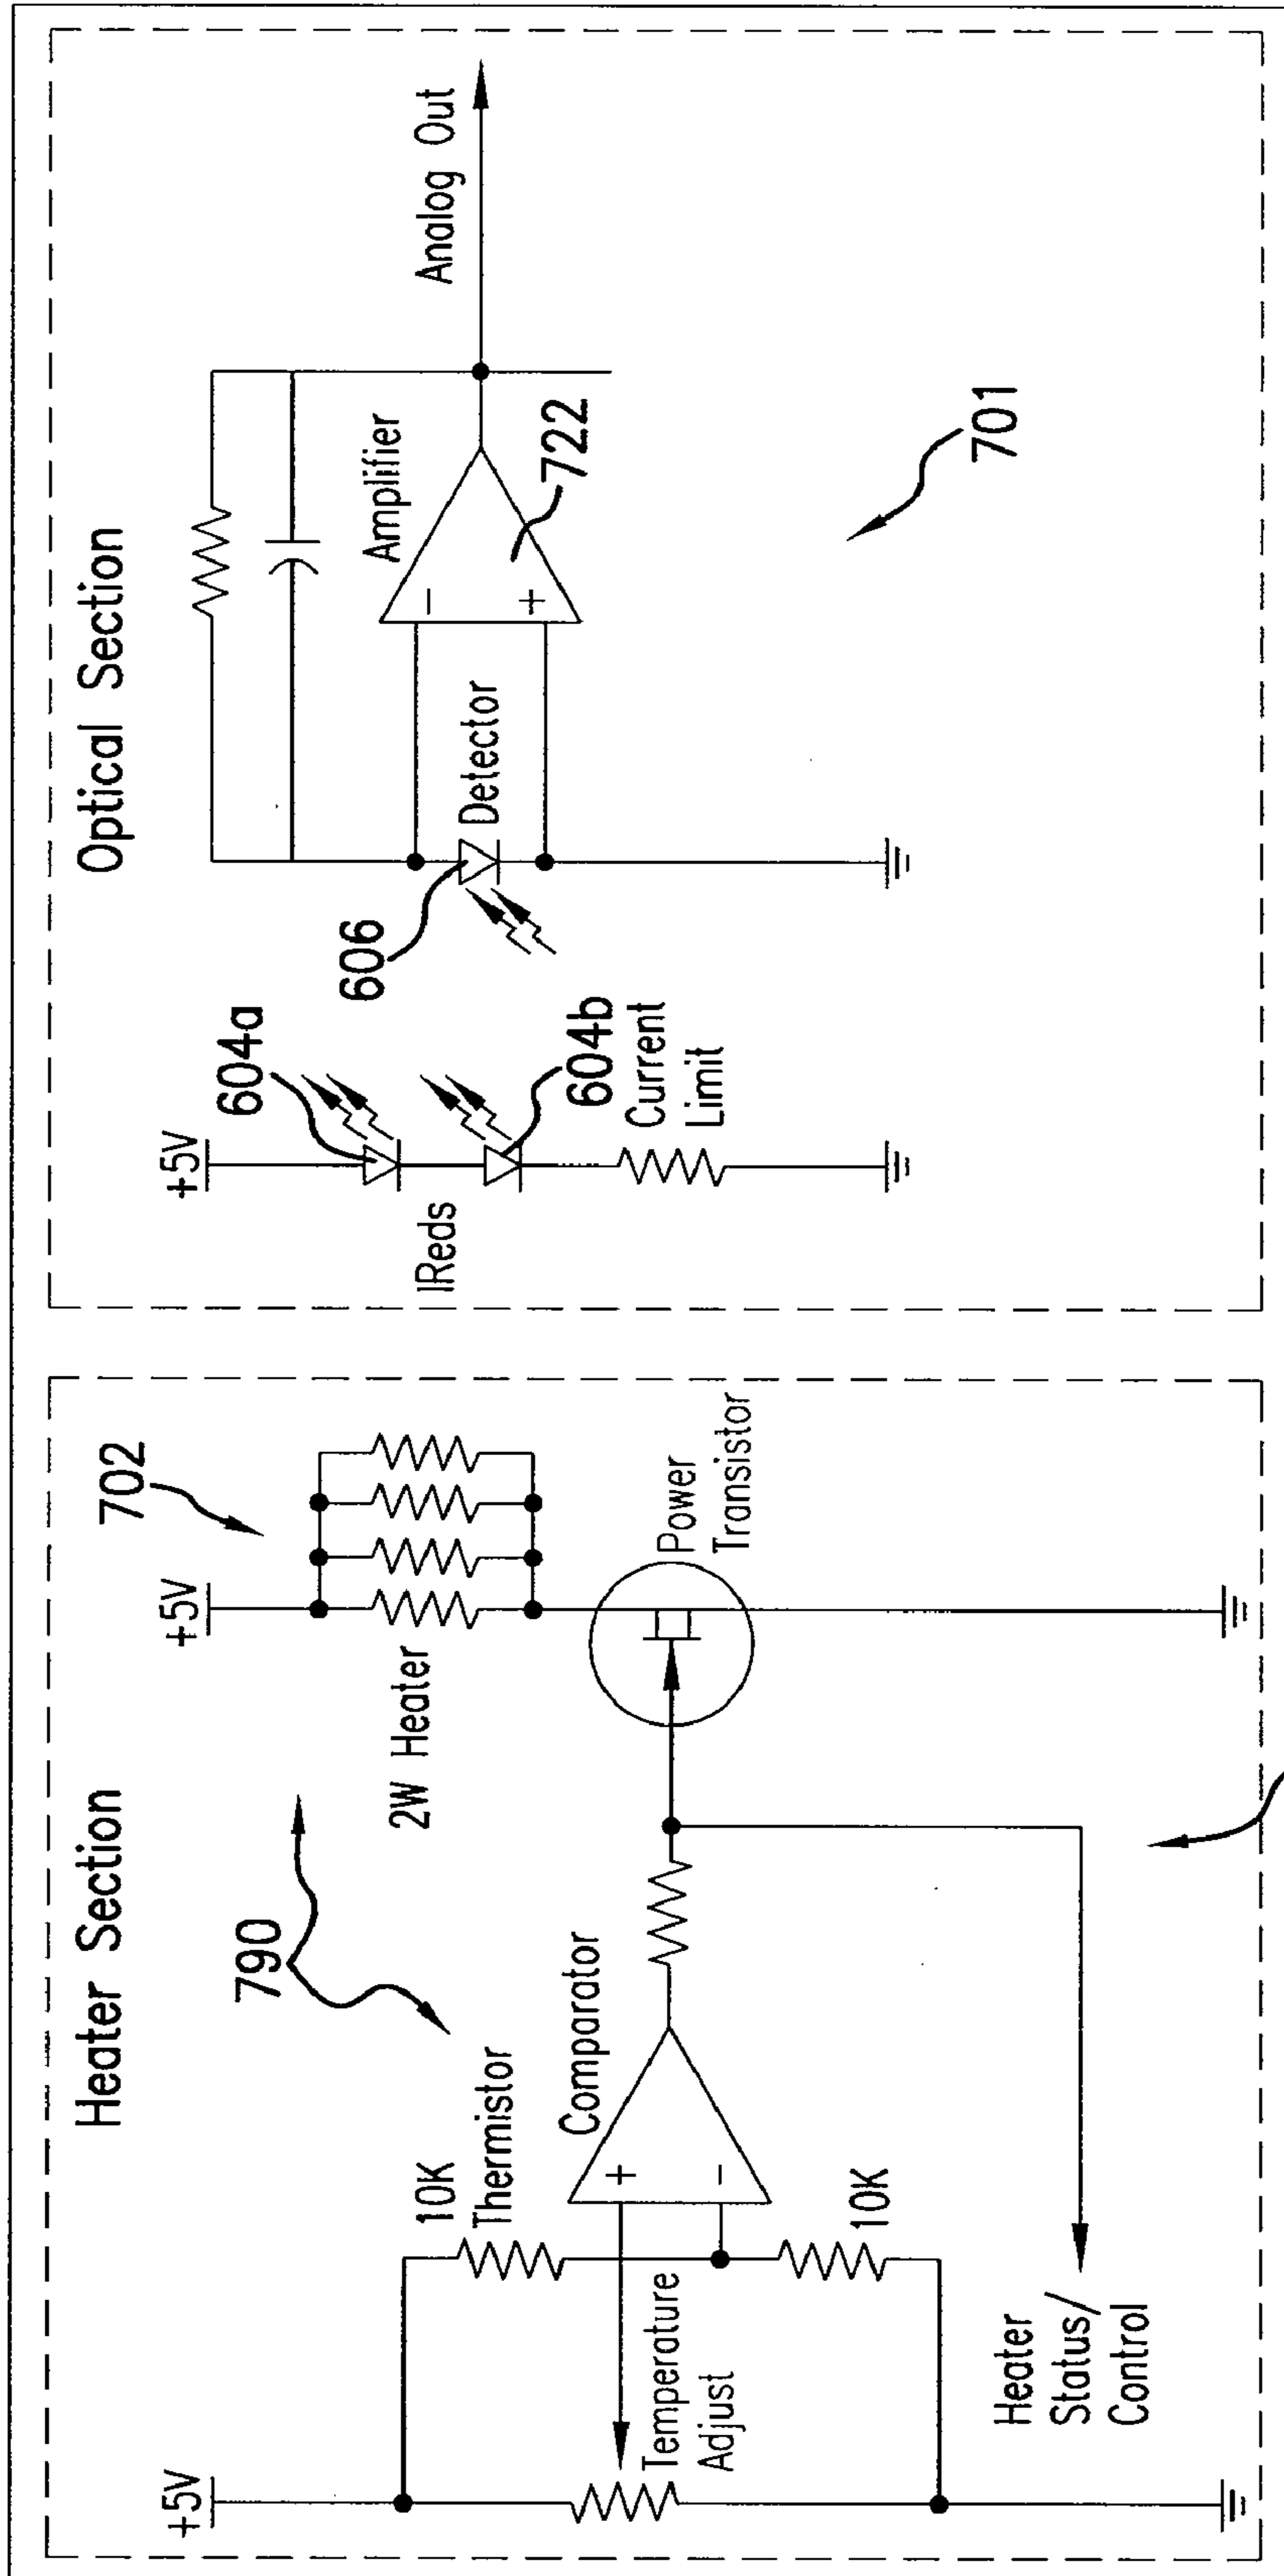 Heater Section
790
702
+5V
+5V
10K
Thermistor
2W Heater
Comparator
+
-
Temperature
Adjust
10K
Power
Transistor
Heater
Status/
Control
Optical Section
+5V
604a
606
IReds
604b
Current
Limit
Detector
Amplifier
-
+
722
Analog Out
701